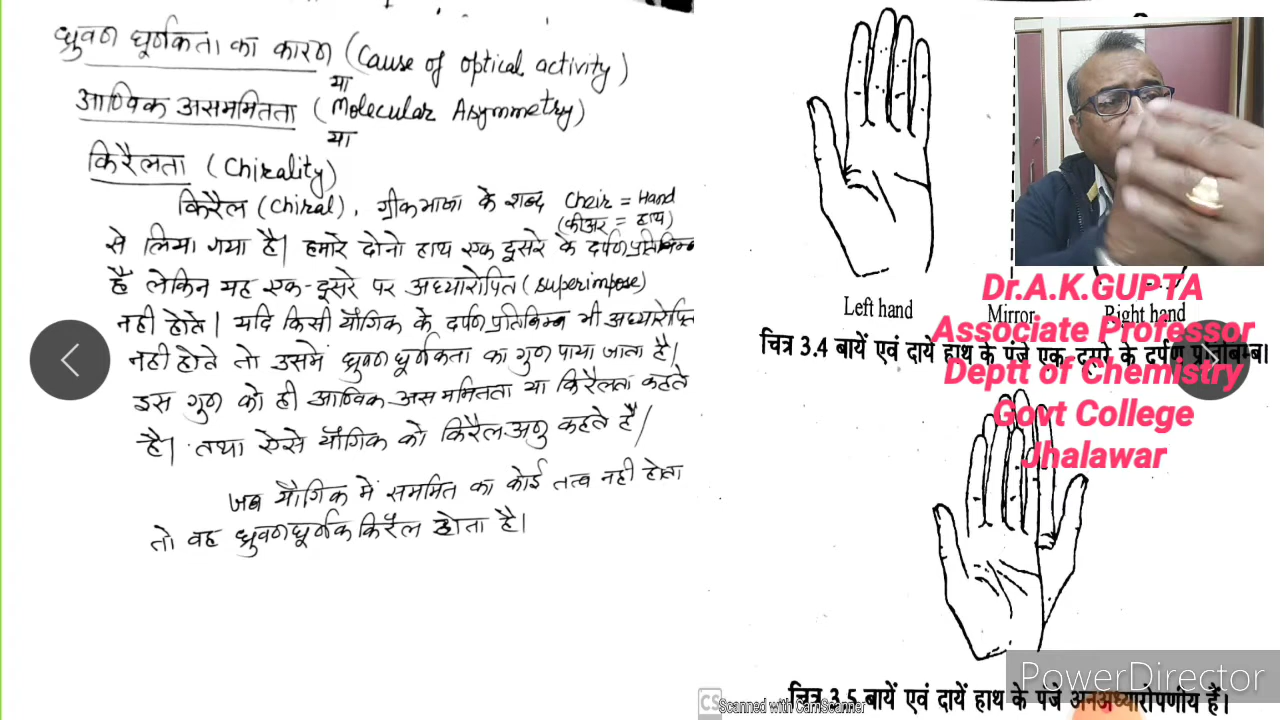 ध्रुवण घूर्णकता का कारण (Cause of optical activity)
या
आण्विक असममितता (Molecular Asymmetry)
या
किरैलता (Chirality)
किरैल (Chiral), ग्रीक भाषा के शब्द Cheir = Hand
(कीअर = हाथ)
से लिया गया है। हमारे दोनो हाथ एक दूसरे के दर्पण प्रतिबिम्ब
है लेकिन यह एक-दूसरे पर अध्यारोपित (superimpose)
नही होते। यदि किसी यौगिक के दर्पण प्रतिबिम्ब भी अध्यारोपित
नही होते तो उसमें ध्रुवण घूर्णकता का गुण पाया जाता है।
इस गुण को ही आण्विक असममितता या किरैलता कहते
है। तथा ऐसे यौगिक को किरैल अणु कहते है।
जब यौगिक में सममित का कोई तत्व नही होता
तो वह ध्रुवण घूर्णक किरैल होता है।
Left hand
Mirror
Right hand
चित्र 3.4 बायें एवं दायें हाथ के पंजे एक दूसरे के दर्पण प्रतिबिम्ब।
Dr.A.K.GUPTA
Associate Professor
Deptt of Chemistry
Govt College
Jhalawar
चित्र 3.5 बायें एवं दायें हाथ के पंजे अनअध्यारोपणीय हैं।
PowerDirector
CS Scanned with CamScanner